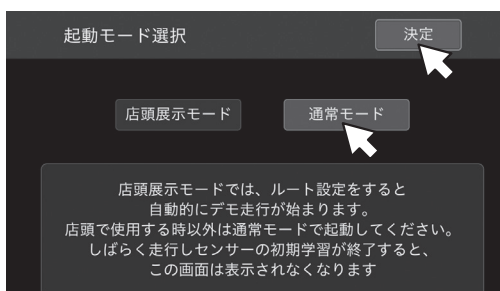 起動モード選択
決定
店頭展示モード
通常モード
店頭展示モードでは、ルート設定をすると
自動的にデモ走行が始まります。
店頭で使用する時以外は通常モードで起動してください。
しばらく走行しセンサーの初期学習が終了すると、
この画面は表示されなくなります